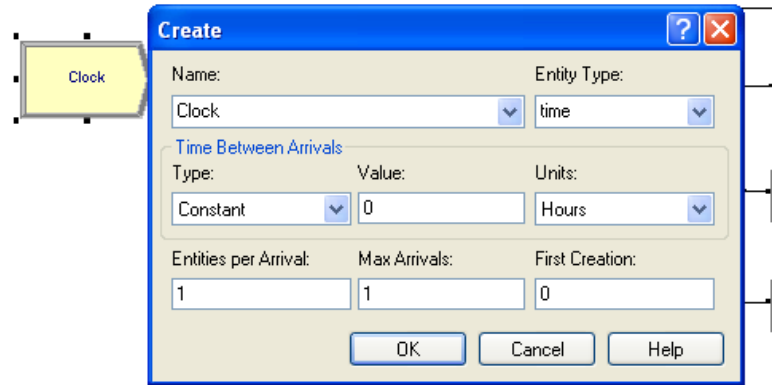 Clock
Create
Name: Entity Type:
Clock time
Time Between Arrivals
Type: Value: Units:
Constant 0 Hours
Entities per Arrival: Max Arrivals: First Creation:
1 1 0
OK Cancel Help